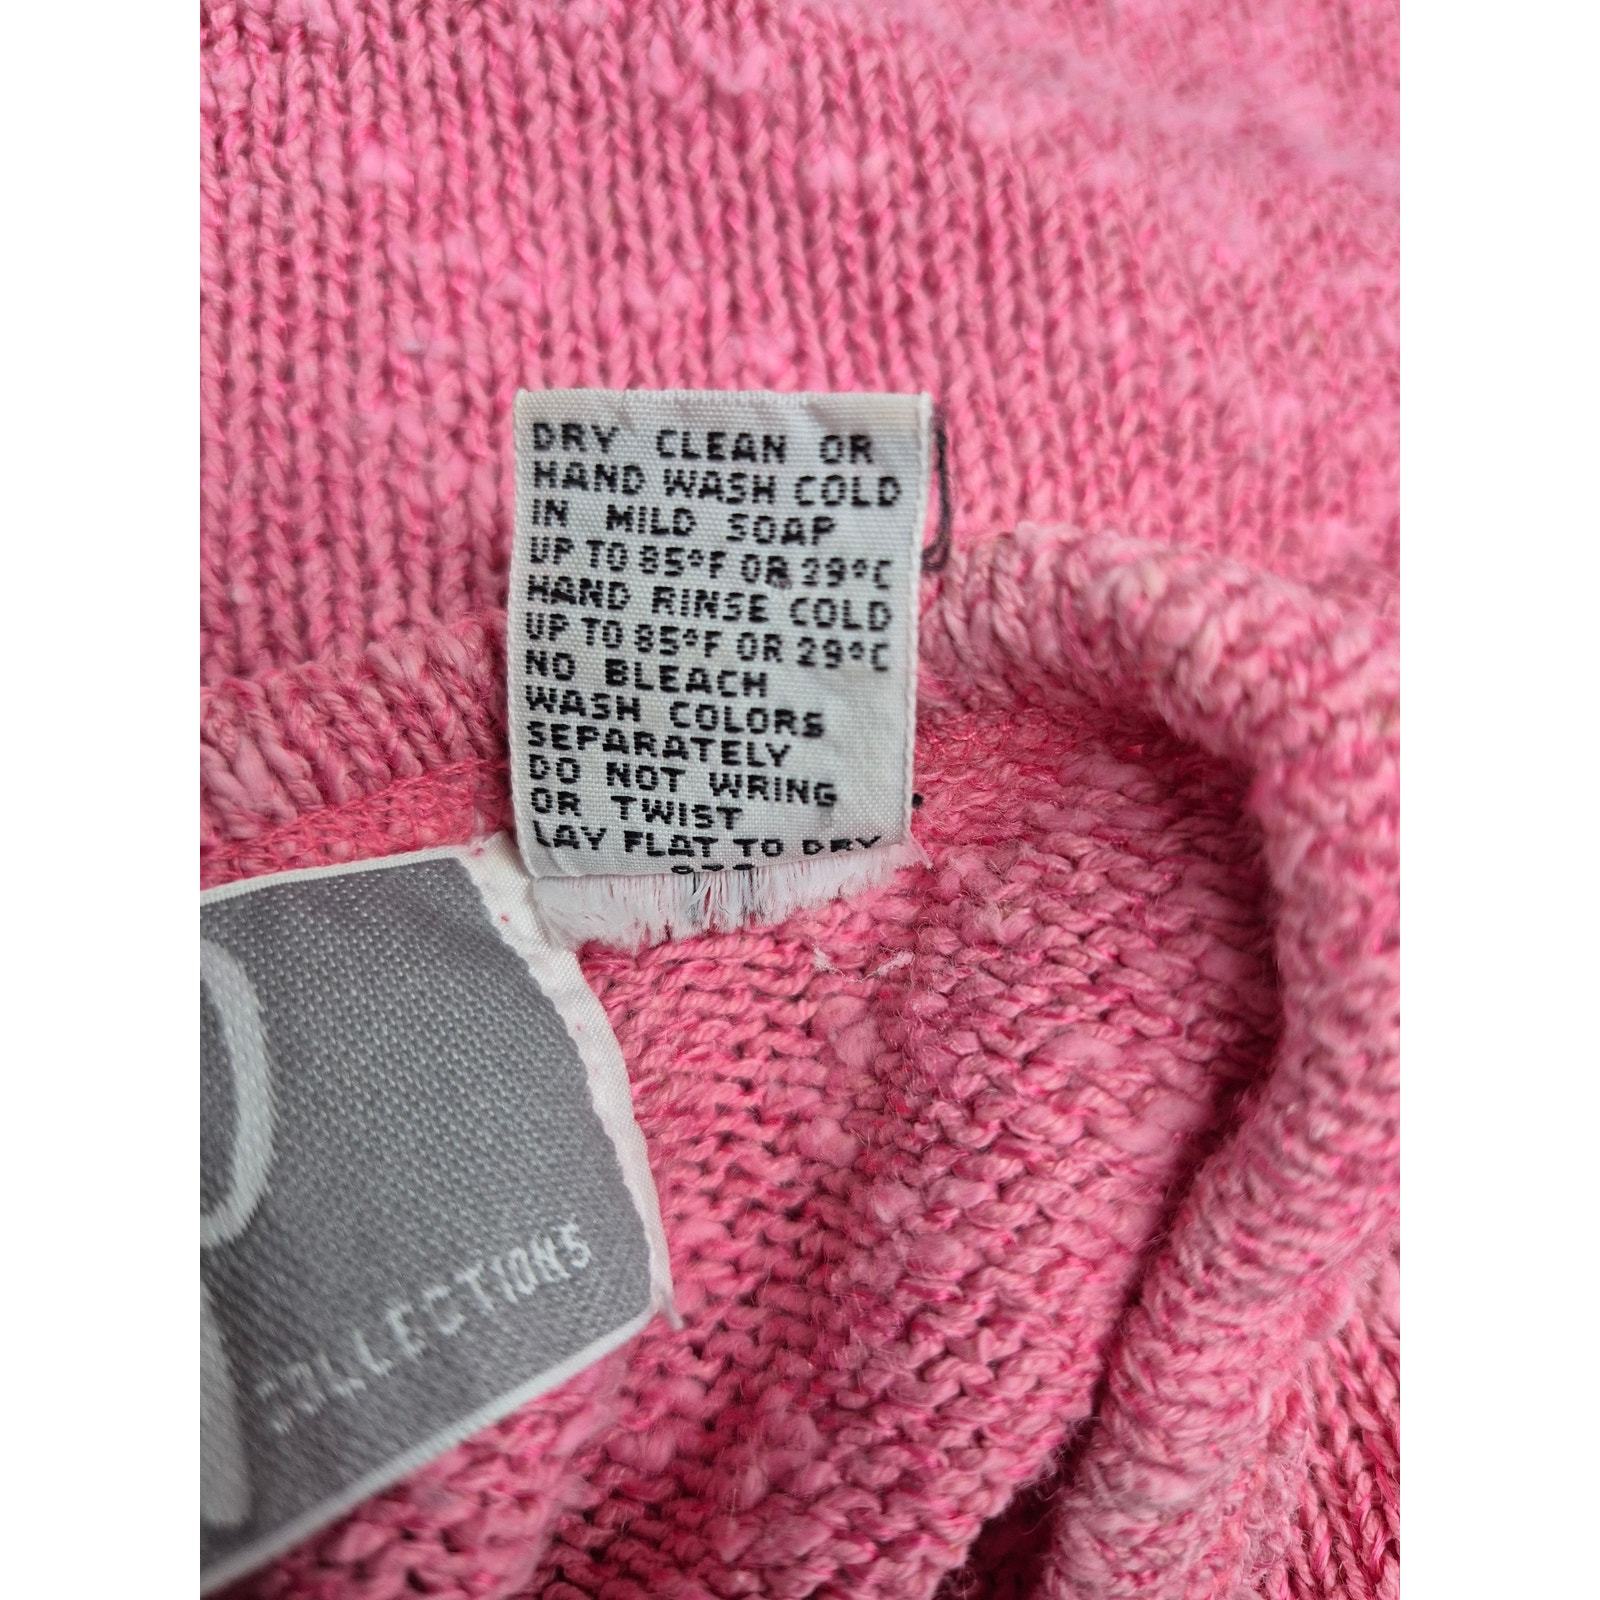 DRY CLEAN OR
HAND WASH COLD
IN MILD SOAP
UP TO 85°F OR 29°C
HAND RINSE COLD
UP TO 85°F OR 29°C
NO BLEACH
WASH COLORS
SEPARATELY
DO NOT WRING
OR TWIST
LAY FLAT TO DRY
COLLECTIONS